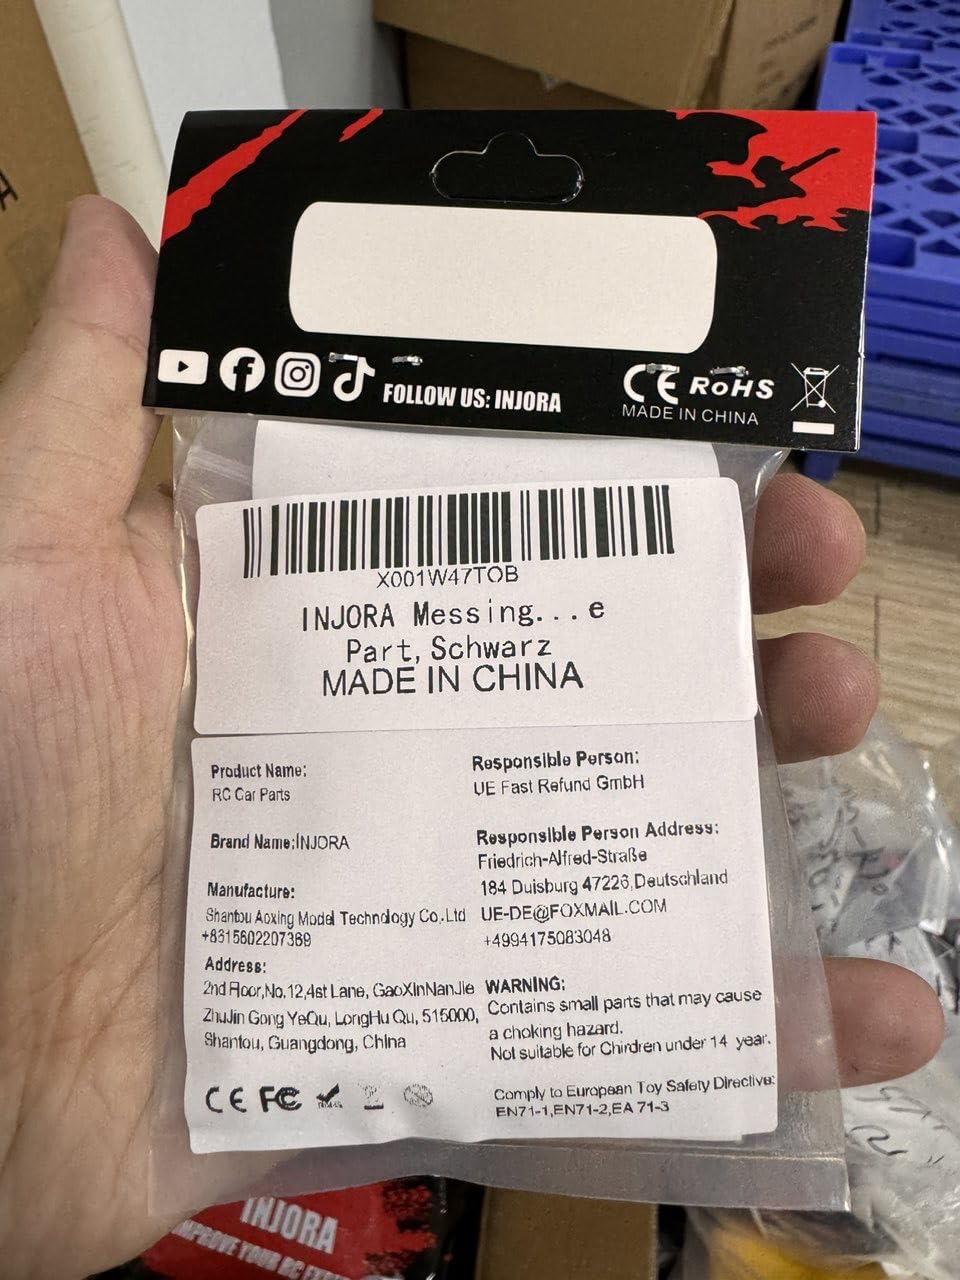 FOLLOW US: INJORA
CE RoHS
MADE IN CHINA
X001W47TOB
INJORA Messing...e
Part, Schwarz
MADE IN CHINA
Product Name:
RC Car Parts
Brand Name:INJORA
Manufacture:
Shantou Aoxing Model Technology Co.,Ltd
+8315602207369
Address:
2nd Floor,No.12,4st Lane, GaoXinNanJie
ZhuJin Gong YeQu, LongHu Qu, 515000,
Shantou, Guangdong, China
CE FC
Responsible Person:
UE Fast Refund GmbH
Responsible Person Address:
Friedrich-Alfred-Straße
184 Duisburg 47226,Deutschland
UE-DE@FOXMAIL.COM
+4994175083048
WARNING:
Contains small parts that may cause
a choking hazard.
Not suitable for Chirdren under 14 year.
Comply to European Toy Safety Directive:
EN71-1,EN71-2,EA 71-3
INJORA
IMPROVE YOUR RC